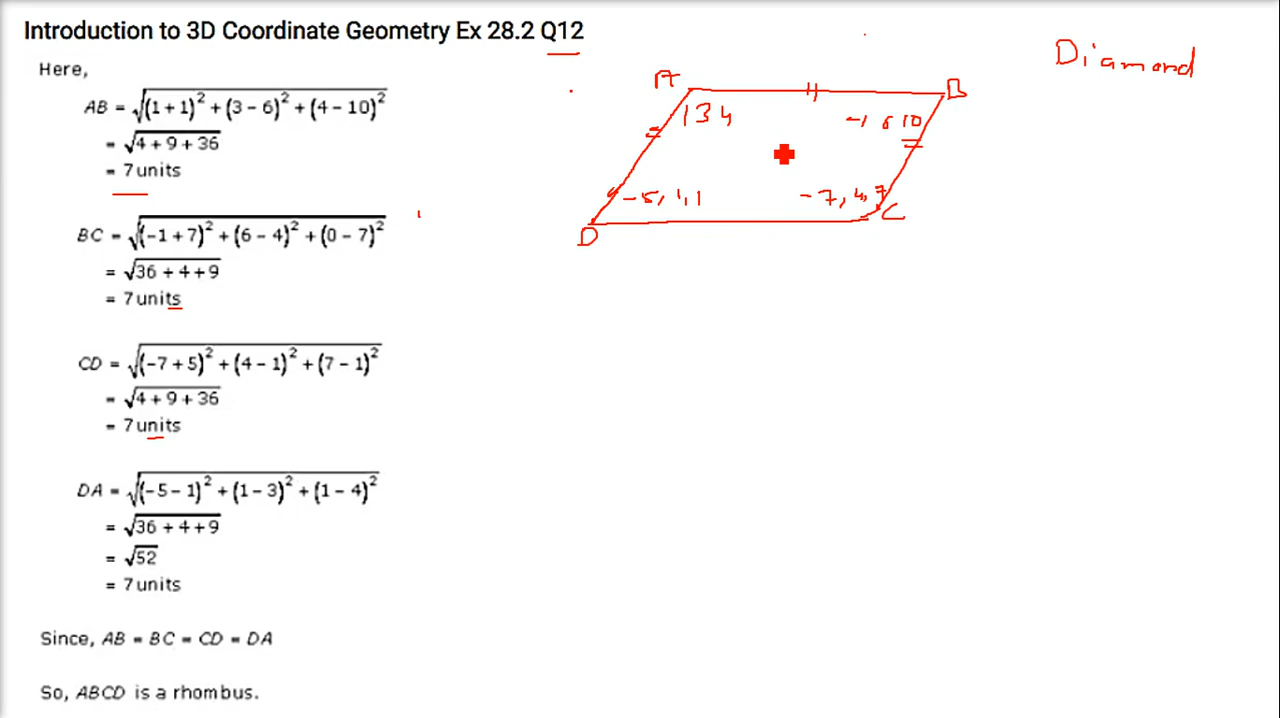 Introduction to 3D Coordinate Geometry Ex 28.2 Q12
Diamond
Here,
AB = √(1 + 1)² + (3 − 6)² + (4 − 10)²
= √4 + 9 + 36
= 7 units
BC = √(−1 + 7)² + (6 − 4)² + (0 − 7)²
= √36 + 4 + 9
= 7 units
CD = √(−7 + 5)² + (4 − 1)² + (7 − 1)²
= √4 + 9 + 36
= 7 units
DA = √(−5 − 1)² + (1 − 3)² + (1 − 4)²
= √36 + 4 + 9
= √52
= 7 units
Since, AB = BC = CD = DA
So, ABCD is a rhombus.
A B
1 3 4 -1 6 10
-5, 1, 1 -7, 4, 7
D C